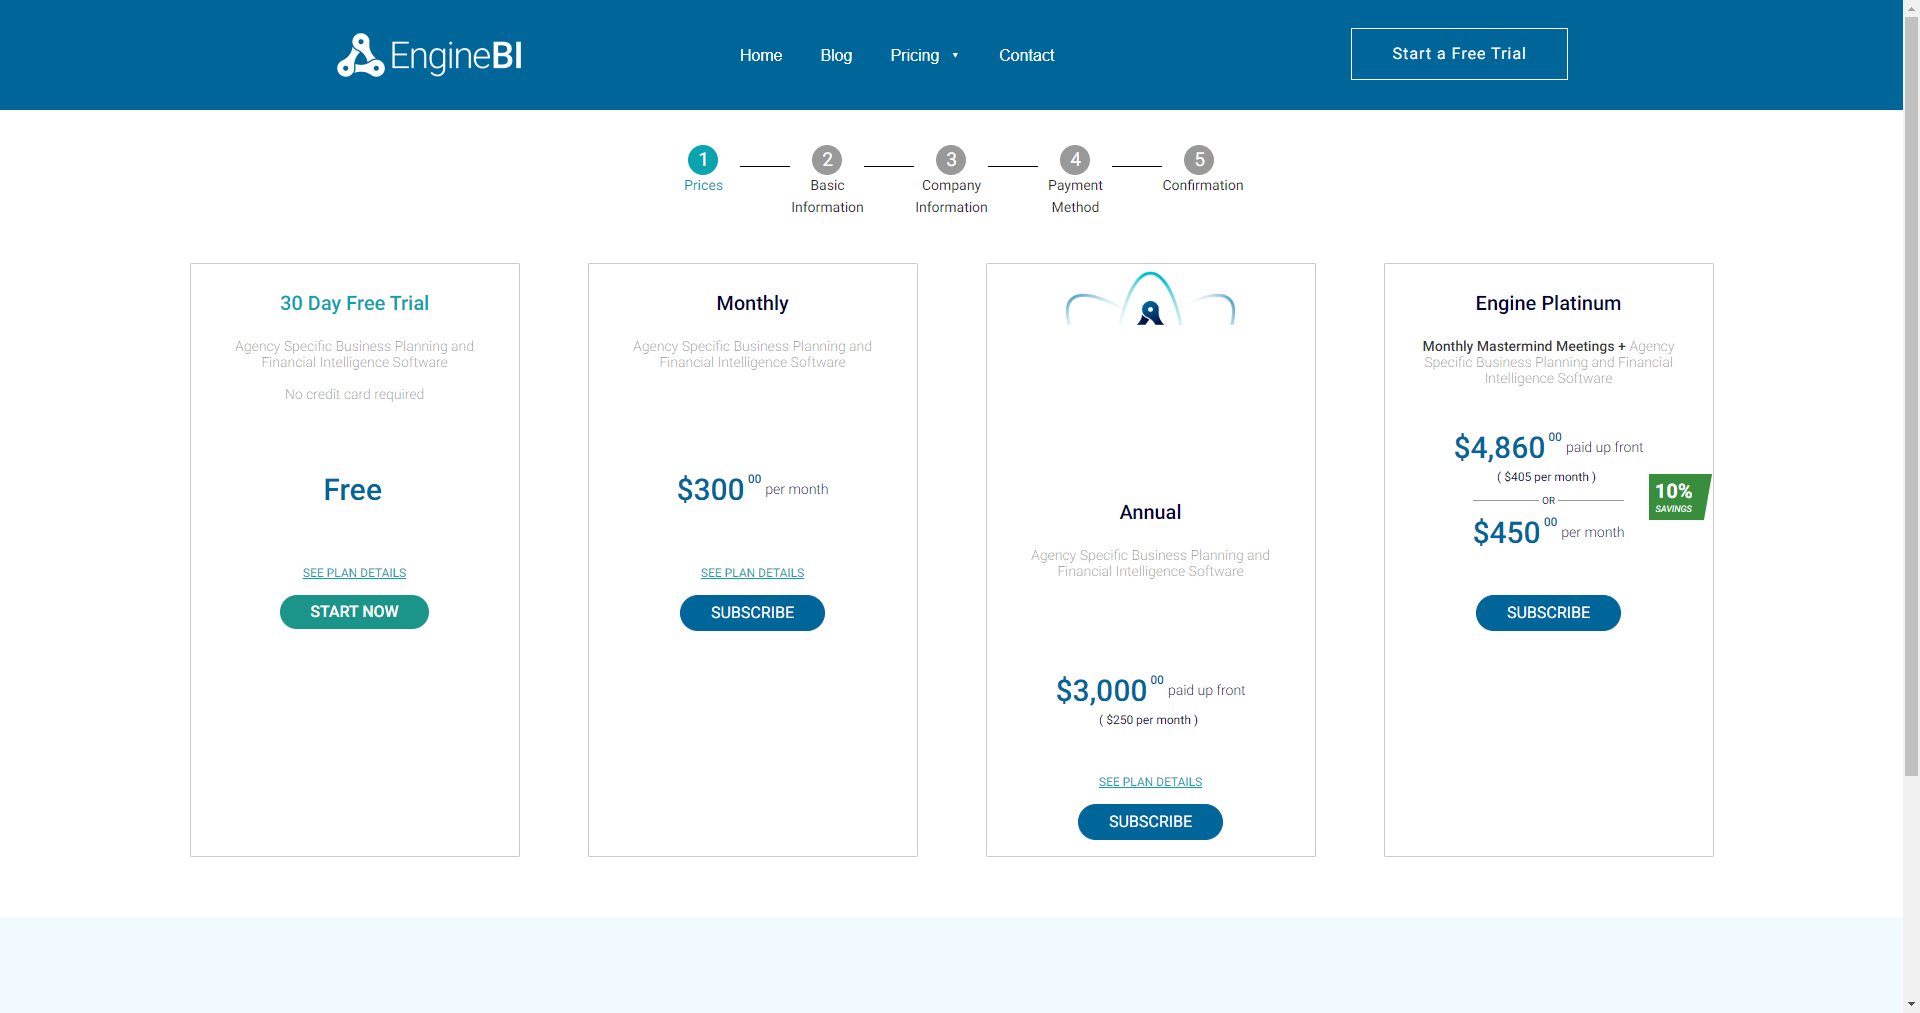 EngineBI
Home
Blog
Pricing
Contact
Start a Free Trial
1
Prices
2
Basic
Information
3
Company
Information
4
Payment
Method
5
Confirmation
30 Day Free Trial
Agency Specific Business Planning and
Financial Intelligence Software
No credit card required
Free
SEE PLAN DETAILS
START NOW
Monthly
Agency Specific Business Planning and
Financial Intelligence Software
$300 00 per month
SEE PLAN DETAILS
SUBSCRIBE
Annual
Agency Specific Business Planning and
Financial Intelligence Software
$3,000 00 paid up front
( $250 per month )
SEE PLAN DETAILS
SUBSCRIBE
Engine Platinum
Monthly Mastermind Meetings + Agency
Specific Business Planning and Financial
Intelligence Software
$4,860 00 paid up front
( $405 per month )
OR
$450 00 per month
10%
SAVINGS
SUBSCRIBE